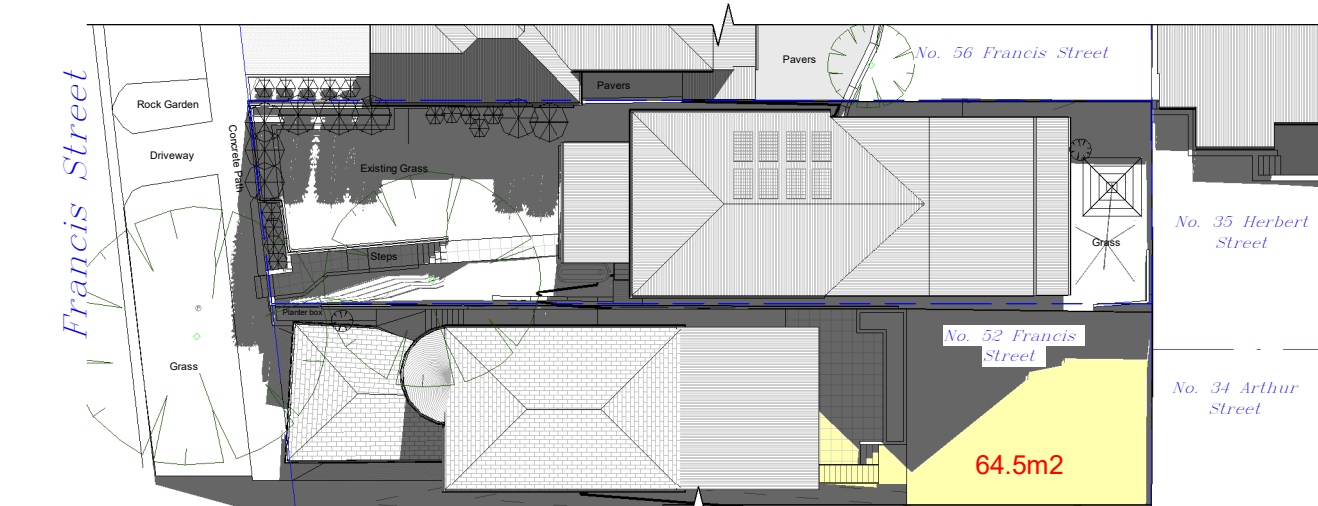 Francis Street
Rock Garden
Driveway
Concrete Path
Grass
Existing Grass
Steps
Planter box
Pavers
Pavers
No. 56 Francis Street
Grass
No. 35 Herbert
Street
No. 52 Francis
Street
No. 34 Arthur
Street
64.5m2